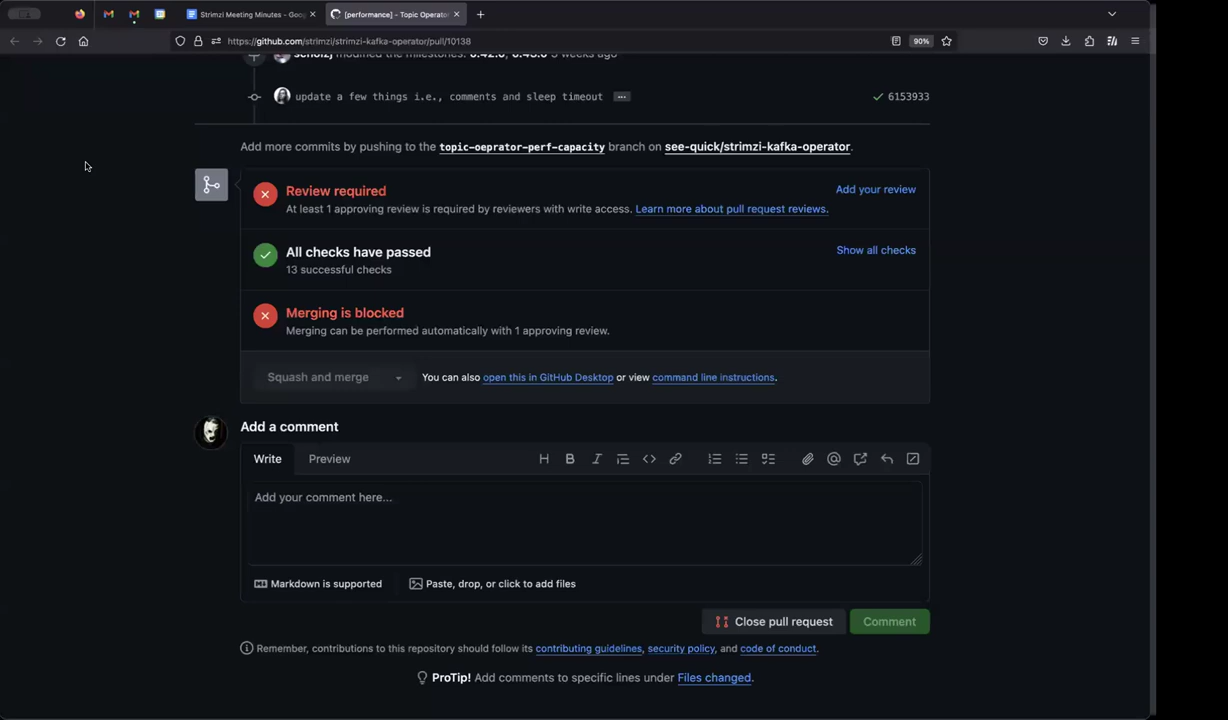 Strimzi Meeting Minutes - Goog
[performance] - Topic Operator
https://github.com/strimzi/strimzi-kafka-operator/pull/10138
90%
scholzj modified the milestones: 0.42.0, 0.43.0 3 weeks ago
update a few things i.e., comments and sleep timeout
6153933
Add more commits by pushing to the topic-oeprator-perf-capacity branch on see-quick/strimzi-kafka-operator.
Review required
Add your review
At least 1 approving review is required by reviewers with write access. Learn more about pull request reviews.
All checks have passed
Show all checks
13 successful checks
Merging is blocked
Merging can be performed automatically with 1 approving review.
Squash and merge
You can also open this in GitHub Desktop or view command line instructions.
Add a comment
Write
Preview
Add your comment here...
Markdown is supported
Paste, drop, or click to add files
Close pull request
Comment
Remember, contributions to this repository should follow its contributing guidelines, security policy, and code of conduct.
ProTip! Add comments to specific lines under Files changed.